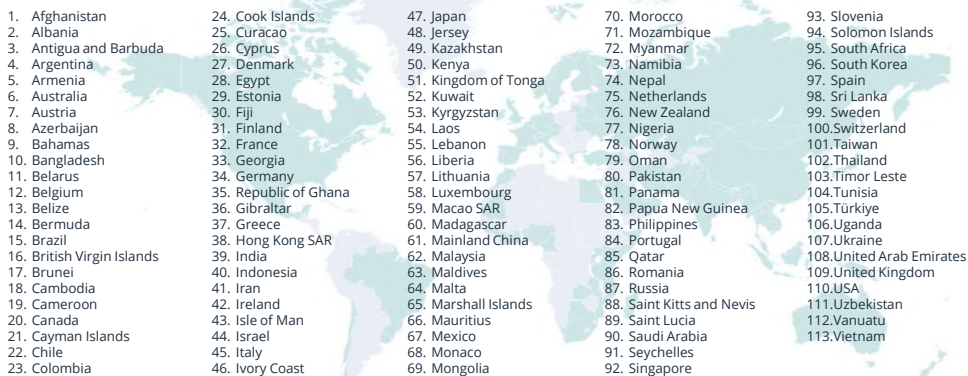 1. Afghanistan
2. Albania
3. Antigua and Barbuda
4. Argentina
5. Armenia
6. Australia
7. Austria
8. Azerbaijan
9. Bahamas
10. Bangladesh
11. Belarus
12. Belgium
13. Belize
14. Bermuda
15. Brazil
16. British Virgin Islands
17. Brunei
18. Cambodia
19. Cameroon
20. Canada
21. Cayman Islands
22. Chile
23. Colombia
24. Cook Islands
25. Curacao
26. Cyprus
27. Denmark
28. Egypt
29. Estonia
30. Fiji
31. Finland
32. France
33. Georgia
34. Germany
35. Republic of Ghana
36. Gibraltar
37. Greece
38. Hong Kong SAR
39. India
40. Indonesia
41. Iran
42. Ireland
43. Isle of Man
44. Israel
45. Italy
46. Ivory Coast
47. Japan
48. Jersey
49. Kazakhstan
50. Kenya
51. Kingdom of Tonga
52. Kuwait
53. Kyrgyzstan
54. Laos
55. Lebanon
56. Liberia
57. Lithuania
58. Luxembourg
59. Macao SAR
60. Madagascar
61. Mainland China
62. Malaysia
63. Maldives
64. Malta
65. Marshall Islands
66. Mauritius
67. Mexico
68. Monaco
69. Mongolia
70. Morocco
71. Mozambique
72. Myanmar
73. Namibia
74. Nepal
75. Netherlands
76. New Zealand
77. Nigeria
78. Norway
79. Oman
80. Pakistan
81. Panama
82. Papua New Guinea
83. Philippines
84. Portugal
85. Qatar
86. Romania
87. Russia
88. Saint Kitts and Nevis
89. Saint Lucia
90. Saudi Arabia
91. Seychelles
92. Singapore
93. Slovenia
94. Solomon Islands
95. South Africa
96. South Korea
97. Spain
98. Sri Lanka
99. Sweden
100.Switzerland
101.Taiwan
102.Thailand
103.Timor Leste
104.Tunisia
105.Türkiye
106.Uganda
107.Ukraine
108.United Arab Emirates
109.United Kingdom
110.USA
111.Uzbekistan
112.Vanuatu
113.Vietnam